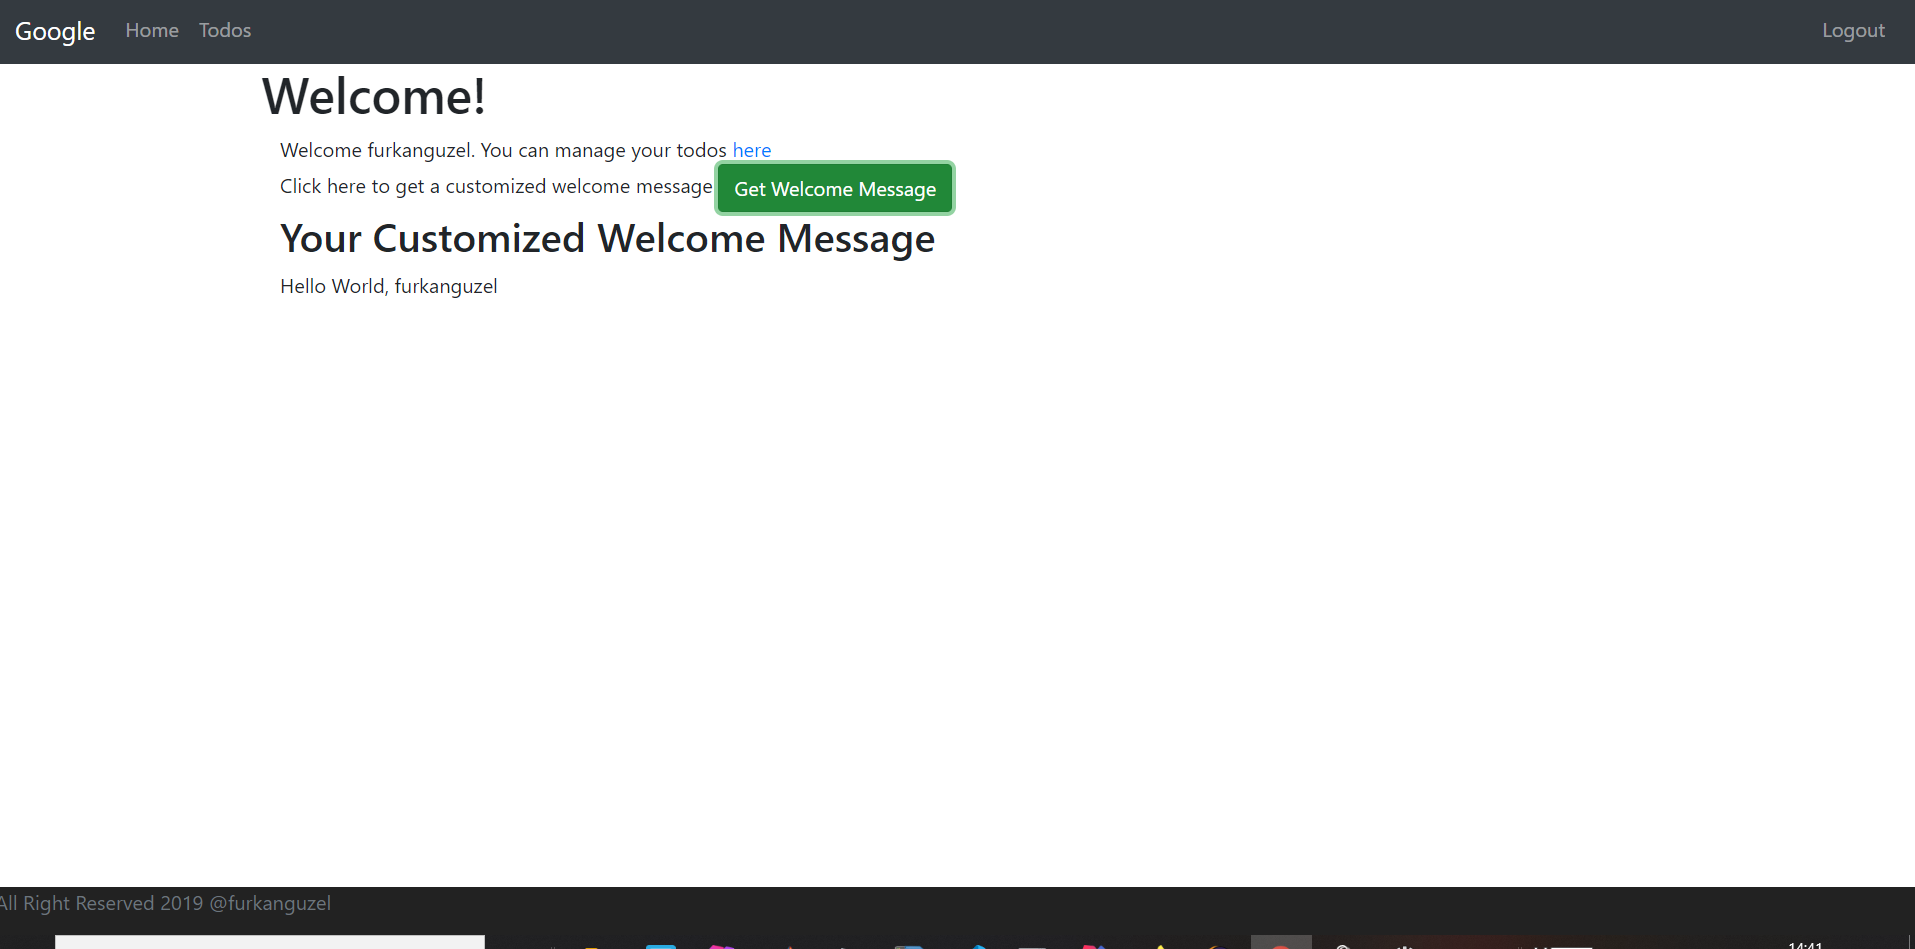 Google Home Todos Logout
Welcome!
Welcome furkanguzel. You can manage your todos here
Click here to get a customized welcome message Get Welcome Message
Your Customized Welcome Message
Hello World, furkanguzel
All Right Reserved 2019 @furkanguzel
14:41